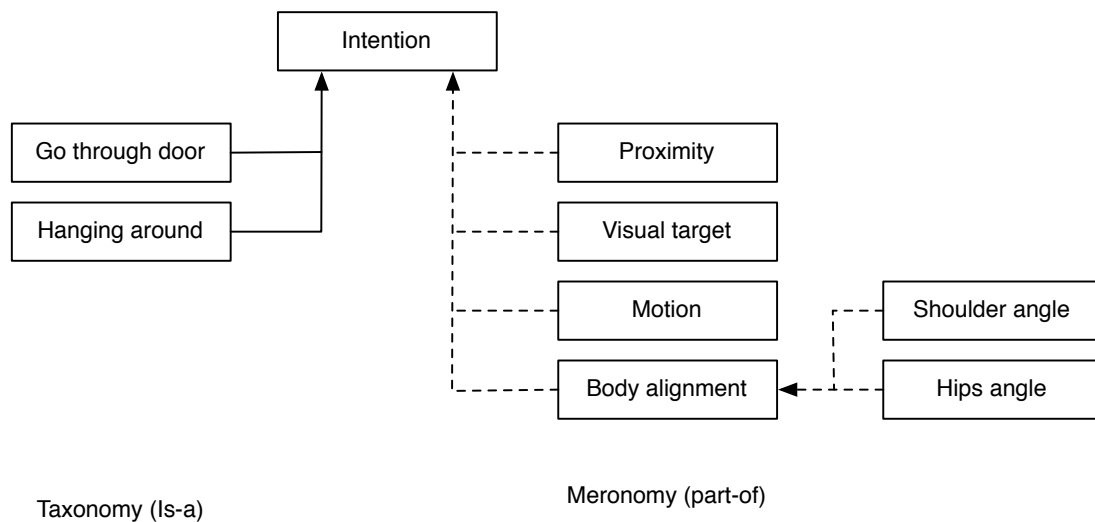 Intention
Go through door
Proximity
Hanging around
Visual target
Motion
Shoulder angle
Body alignment
Hips angle
Taxonomy (Is-a)
Meronomy (part-of)